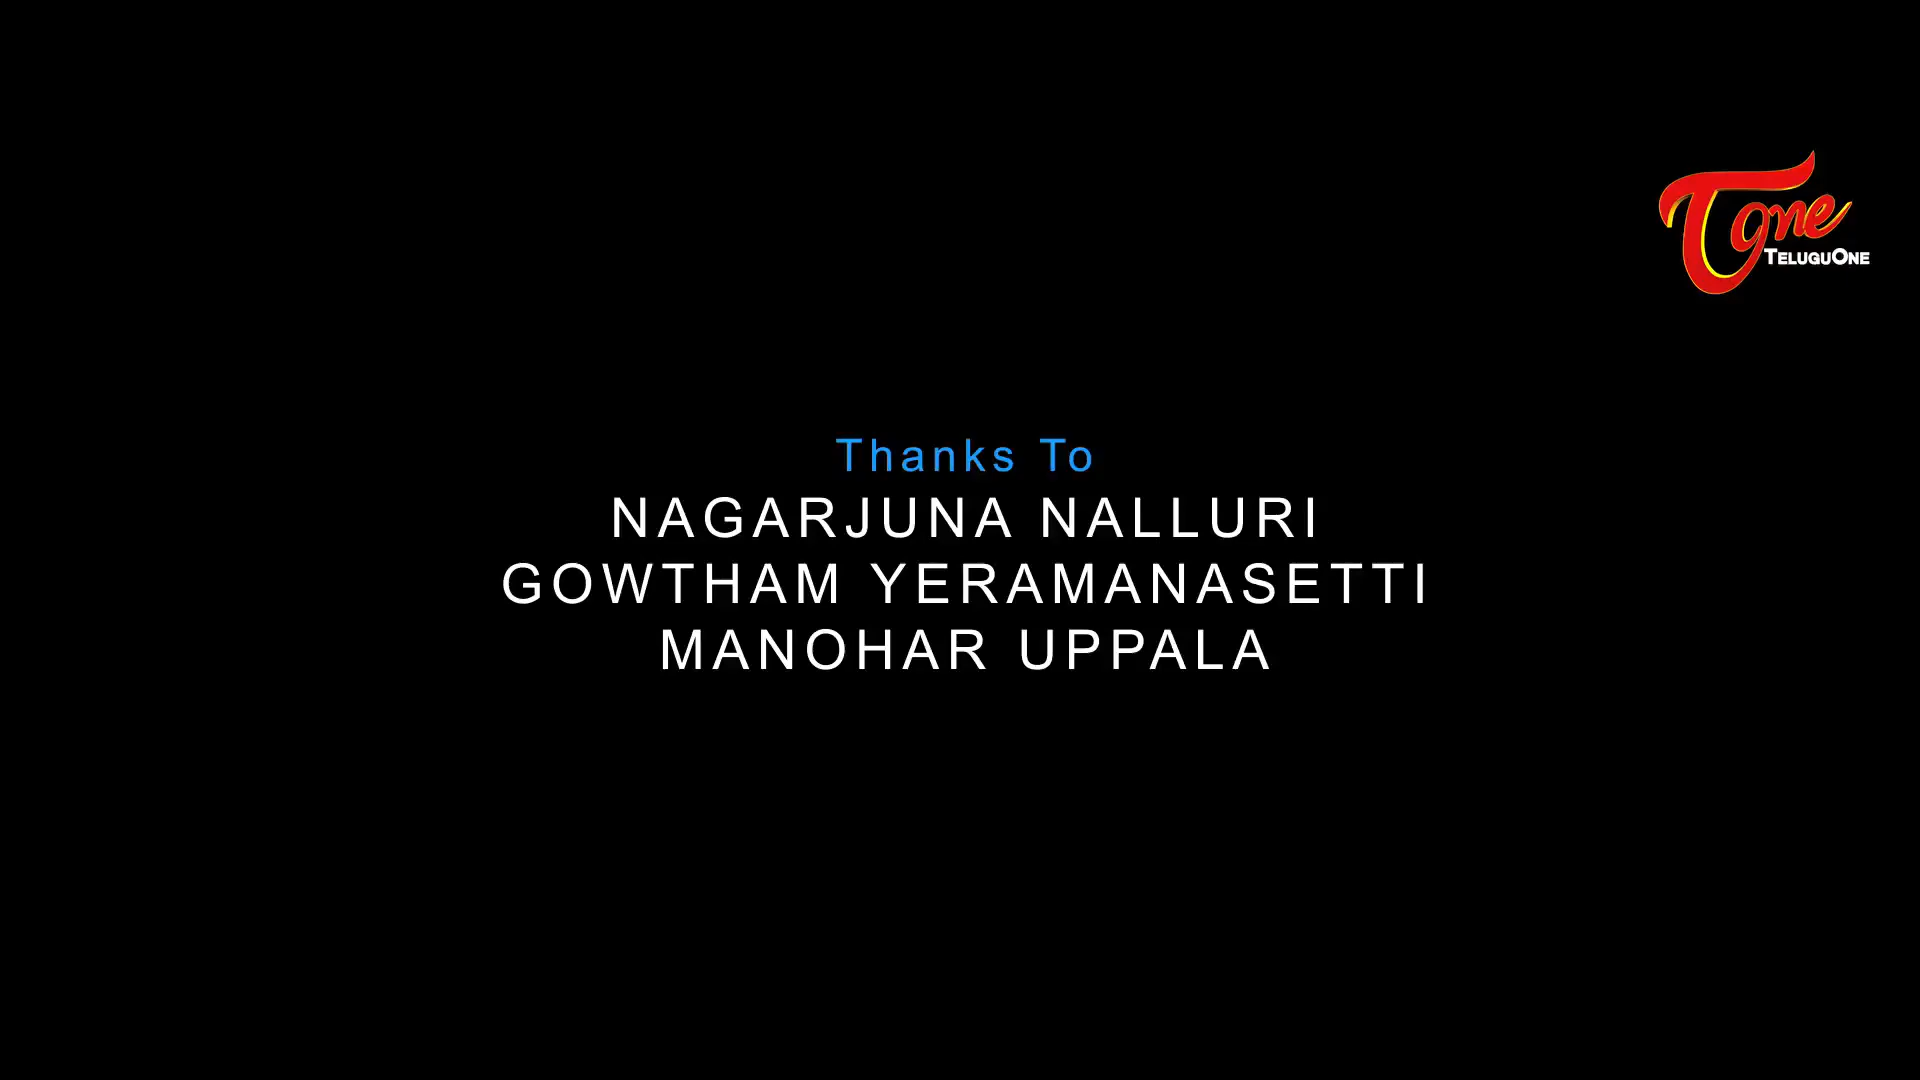 Tone
TELUGUONE
Thanks To
NAGARJUNA NALLURI
GOWTHAM YERAMANASETTI
MANOHAR UPPALA